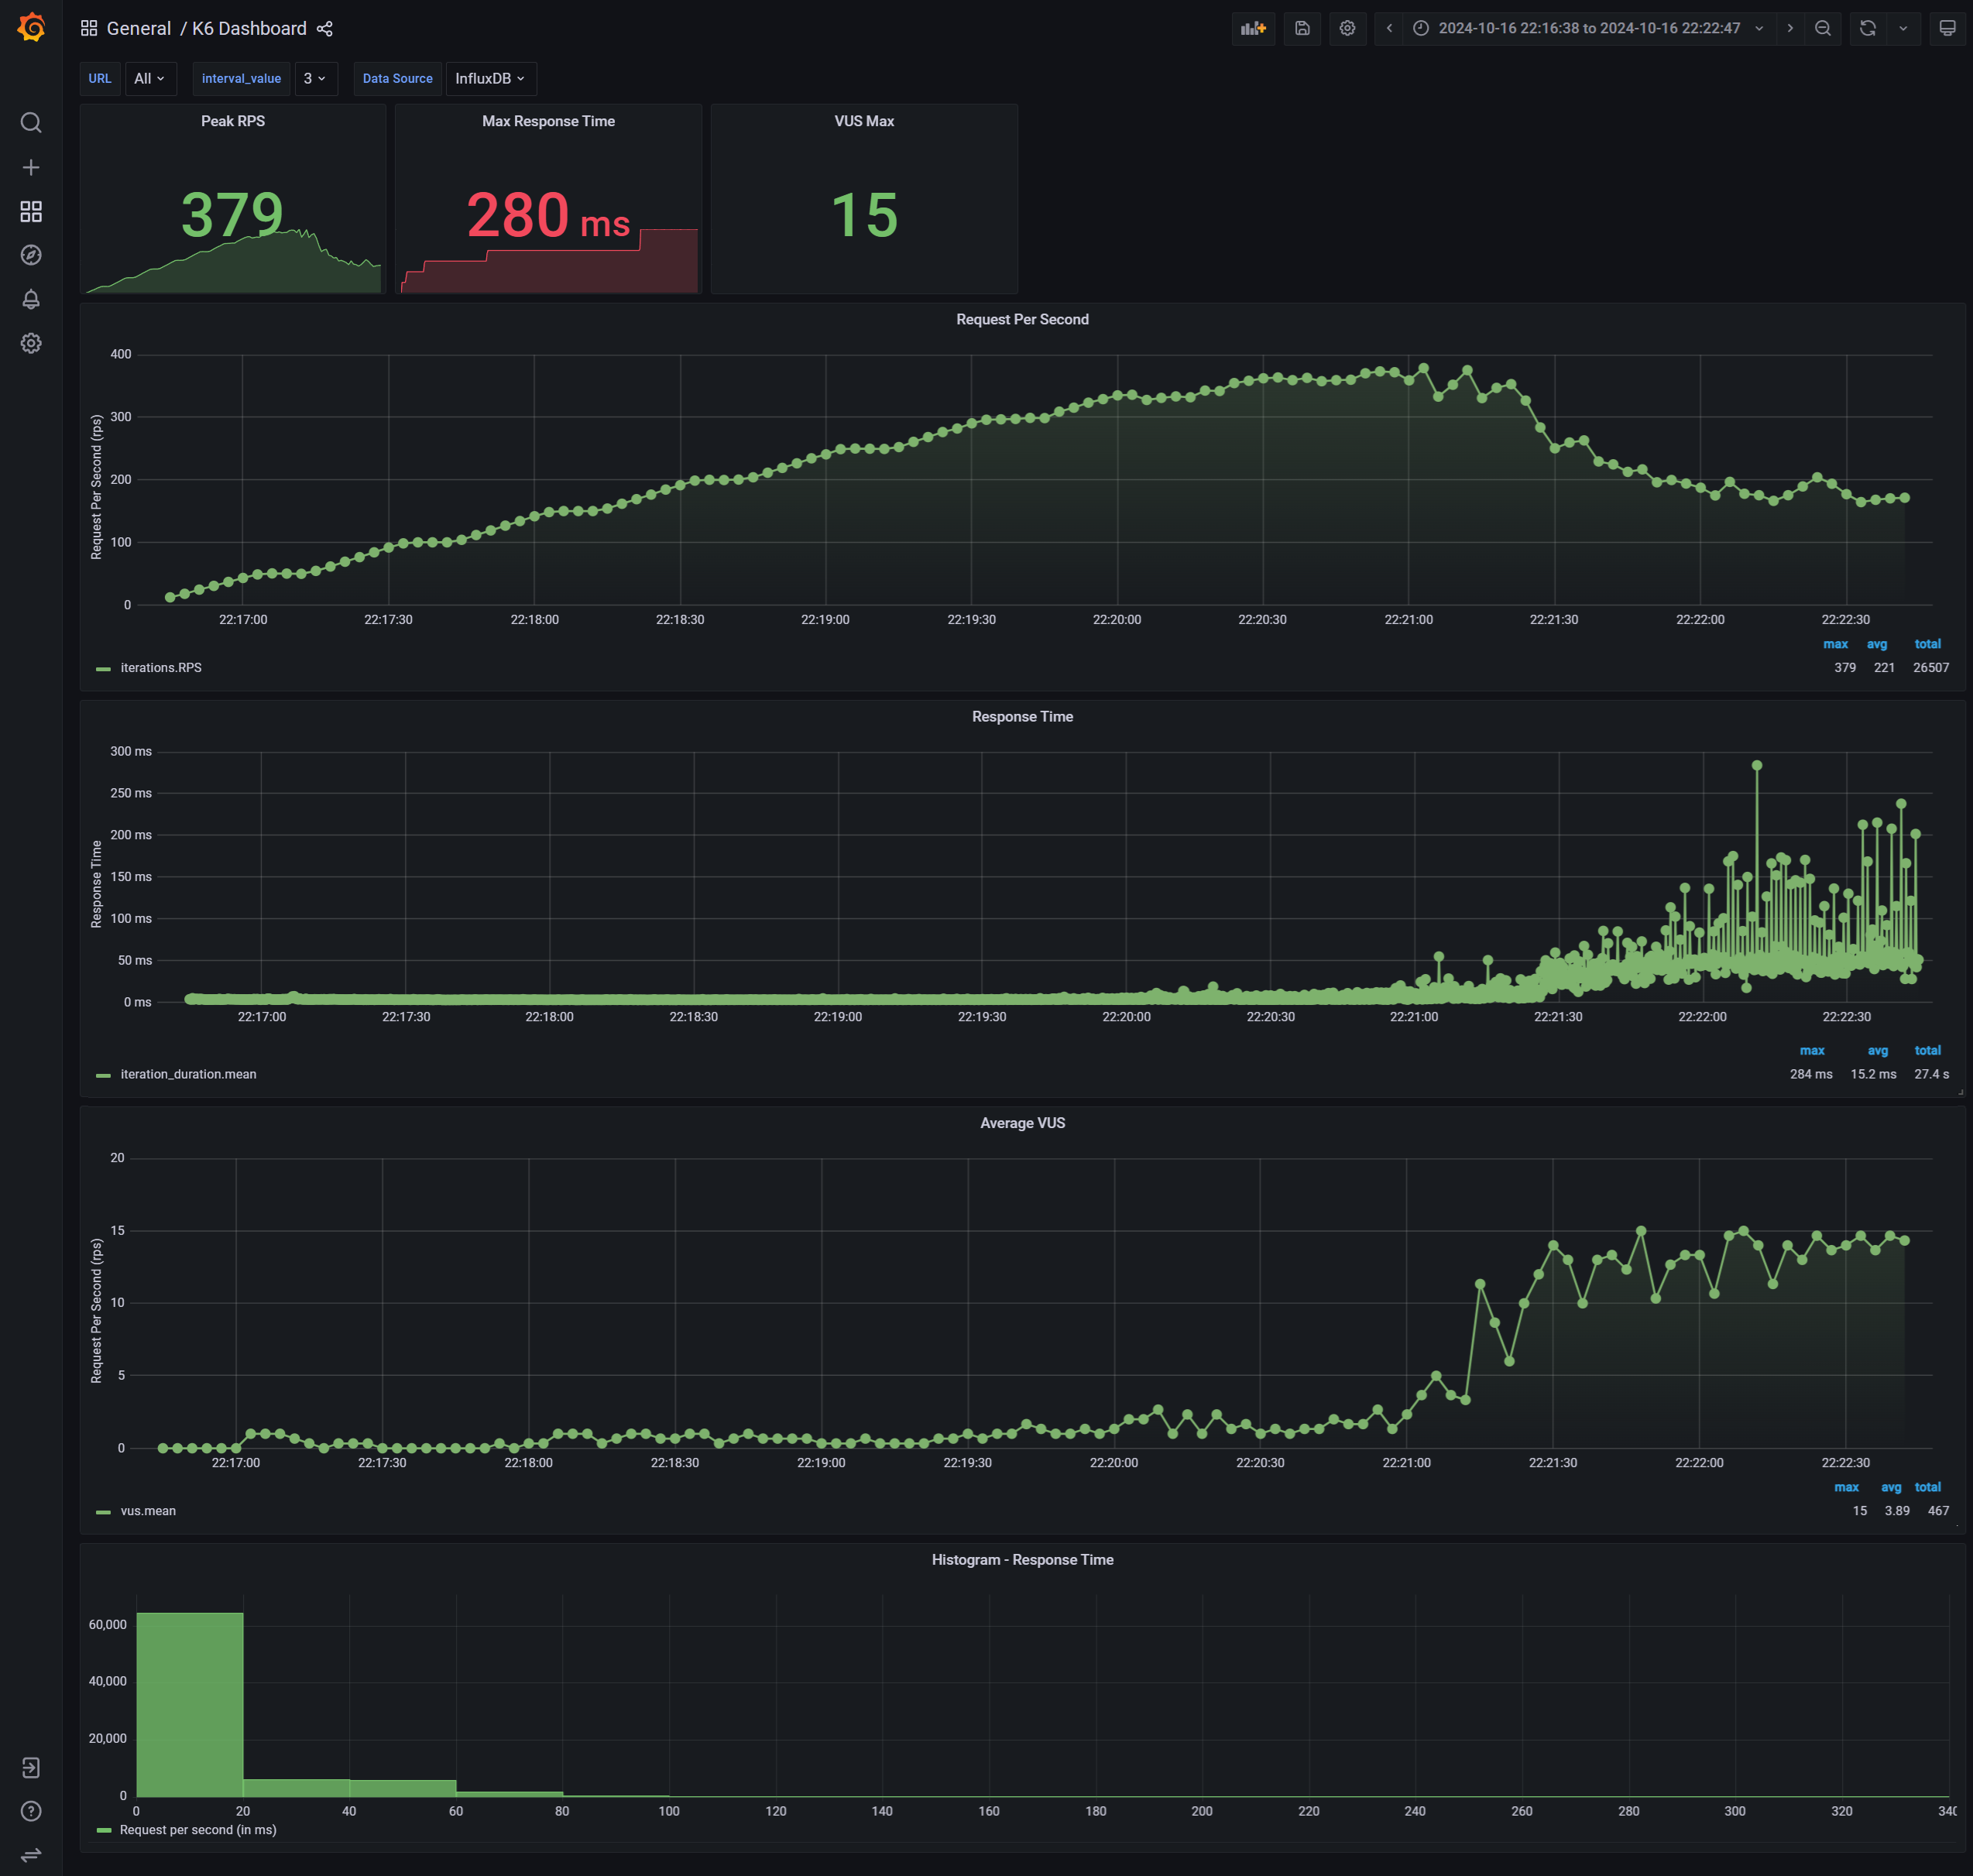 General / K6 Dashboard
2024-10-16 22:16:38 to 2024-10-16 22:22:47
URL All interval_value 3 Data Source InfluxDB
Peak RPS
379
Max Response Time
280 ms
VUS Max
15
Request Per Second
Request Per Second (rps)
400
300
200
100
0
22:17:00 22:17:30 22:18:00 22:18:30 22:19:00 22:19:30 22:20:00 22:20:30 22:21:00 22:21:30 22:22:00 22:22:30
max avg total
iterations.RPS 379 221 26507
Response Time
Response Time
300 ms
250 ms
200 ms
150 ms
100 ms
50 ms
0 ms
22:17:00 22:17:30 22:18:00 22:18:30 22:19:00 22:19:30 22:20:00 22:20:30 22:21:00 22:21:30 22:22:00 22:22:30
max avg total
iteration_duration.mean 284 ms 15.2 ms 27.4 s
Average VUS
Request Per Second (rps)
20
15
10
5
0
22:17:00 22:17:30 22:18:00 22:18:30 22:19:00 22:19:30 22:20:00 22:20:30 22:21:00 22:21:30 22:22:00 22:22:30
max avg total
vus.mean 15 3.89 467
Histogram - Response Time
60,000
40,000
20,000
0
0 20 40 60 80 100 120 140 160 180 200 220 240 260 280 300 320 340
Request per second (in ms)